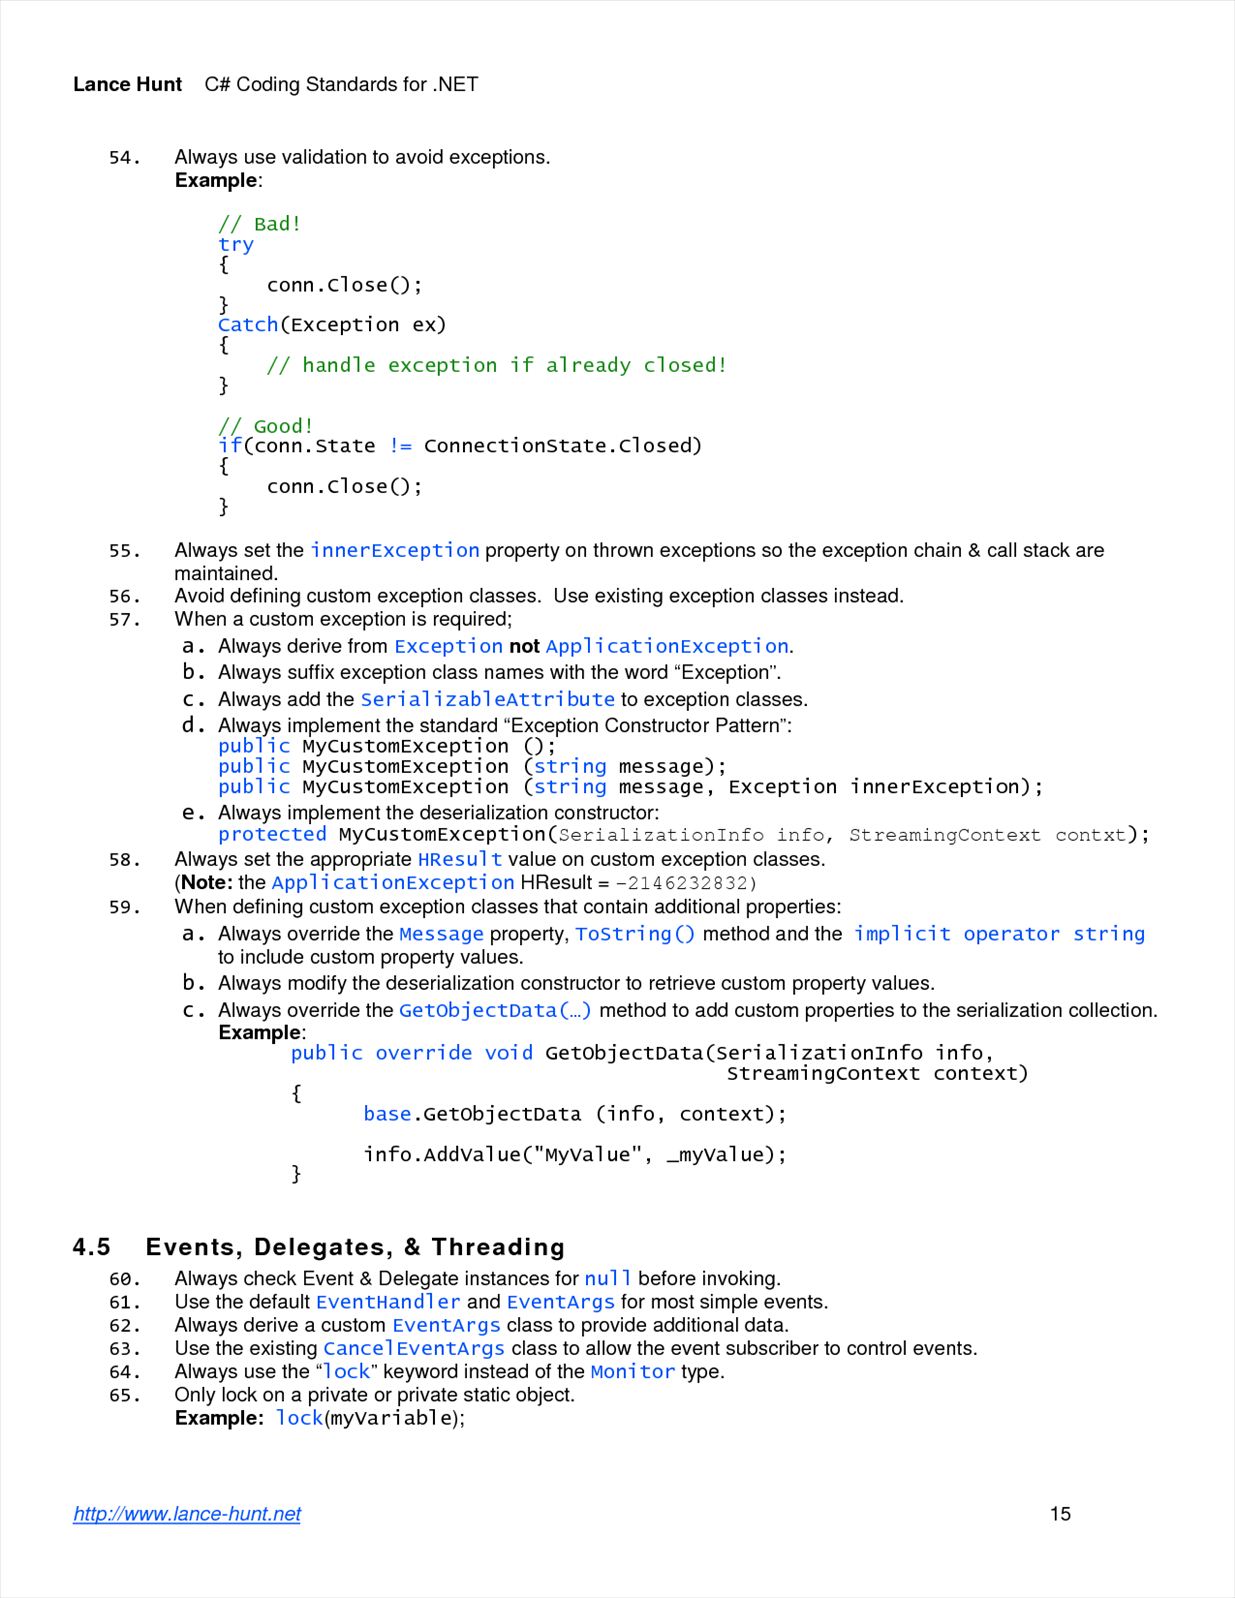 Lance Hunt C# Coding Standards for .NET
54. Always use validation to avoid exceptions.
Example:
// Bad!
try
{
conn.Close();
}
Catch(Exception ex)
{
// handle exception if already closed!
}
// Good!
if(conn.State != ConnectionState.Closed)
{
conn.Close();
}
55. Always set the innerException property on thrown exceptions so the exception chain & call stack are
maintained.
56. Avoid defining custom exception classes. Use existing exception classes instead.
57. When a custom exception is required;
a. Always derive from Exception not ApplicationException.
b. Always suffix exception class names with the word “Exception”.
c. Always add the SerializableAttribute to exception classes.
d. Always implement the standard “Exception Constructor Pattern”:
public MyCustomException ();
public MyCustomException (string message);
public MyCustomException (string message, Exception innerException);
e. Always implement the deserialization constructor:
protected MyCustomException(SerializationInfo info, StreamingContext contxt);
58. Always set the appropriate HResult value on custom exception classes.
(Note: the ApplicationException HResult = -2146232832)
59. When defining custom exception classes that contain additional properties:
a. Always override the Message property, ToString() method and the implicit operator string
to include custom property values.
b. Always modify the deserialization constructor to retrieve custom property values.
c. Always override the GetObjectData(…) method to add custom properties to the serialization collection.
Example:
public override void GetObjectData(SerializationInfo info,
StreamingContext context)
{
base.GetObjectData (info, context);
info.AddValue("MyValue", _myValue);
}
4.5 Events, Delegates, & Threading
60. Always check Event & Delegate instances for null before invoking.
61. Use the default EventHandler and EventArgs for most simple events.
62. Always derive a custom EventArgs class to provide additional data.
63. Use the existing CancelEventArgs class to allow the event subscriber to control events.
64. Always use the “lock” keyword instead of the Monitor type.
65. Only lock on a private or private static object.
Example: lock(myVariable);
http://www.lance-hunt.net 15